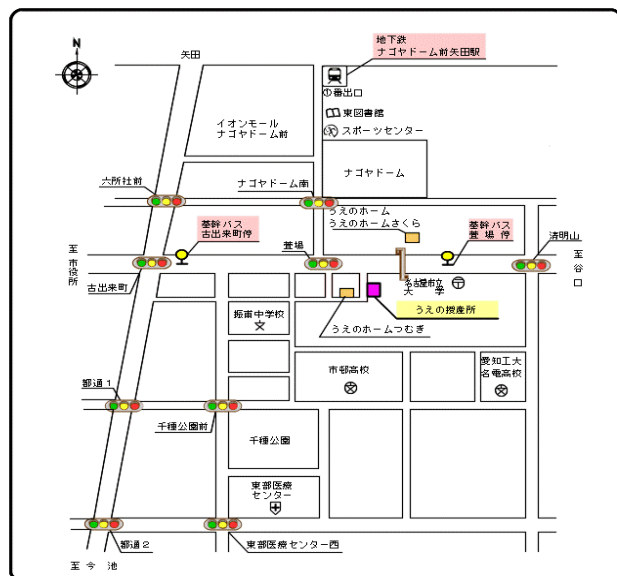 地下鉄
ナゴヤドーム前矢田駅
N
矢田
①番出口
東図書館
スポーツセンター
イオンモール
ナゴヤドーム前
ナゴヤドーム
六所社前
ナゴヤドーム南
うえのホーム
うえのホームさくら
基幹バス
古出来町停
基幹バス
萱場 停
済明山
至市役所
萱場
至谷口
古出来町
名古屋市立
大 学
うえの授産所
振甫中学校
うえのホームつむぎ
市邨高校
愛知工大
名電高校
都通1
千種公園前
千種公園
東部医療
センター
都通2
東部医療センター西
至 今 池